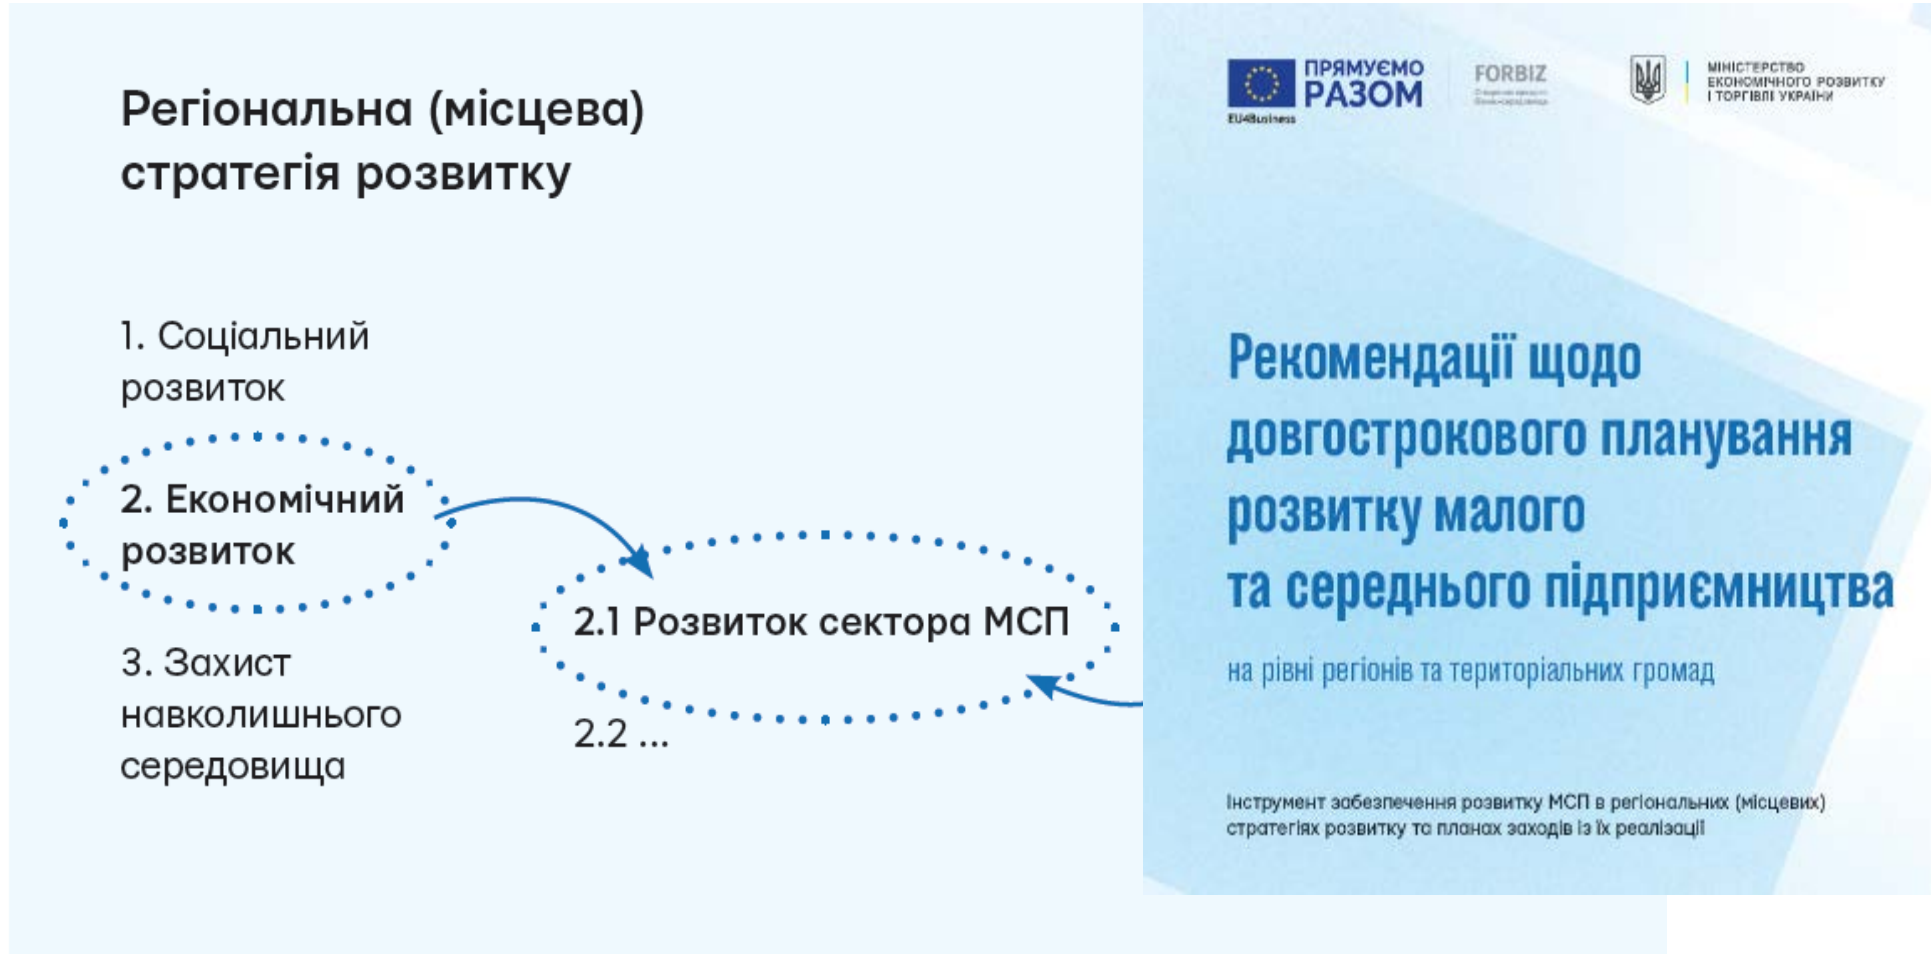 Регіональна (місцева)
стратегія розвитку
1. Соціальний
розвиток
2. Економічний
розвиток
3. Захист
навколишнього
середовища
2.1 Розвиток сектора МСП
2.2 ...
ПРЯМУЄМО
РАЗОМ
EU4Business
FORBIZ
МІНІСТЕРСТВО
ЕКОНОМІЧНОГО РОЗВИТКУ
І ТОРГІВЛІ УКРАЇНИ
Рекомендації щодо
довгострокового планування
розвитку малого
та середнього підприємництва
на рівні регіонів та територіальних громад
Інструмент забезпечення розвитку МСП в регіональних (місцевих)
стратегіях розвитку та планах заходів із їх реалізації